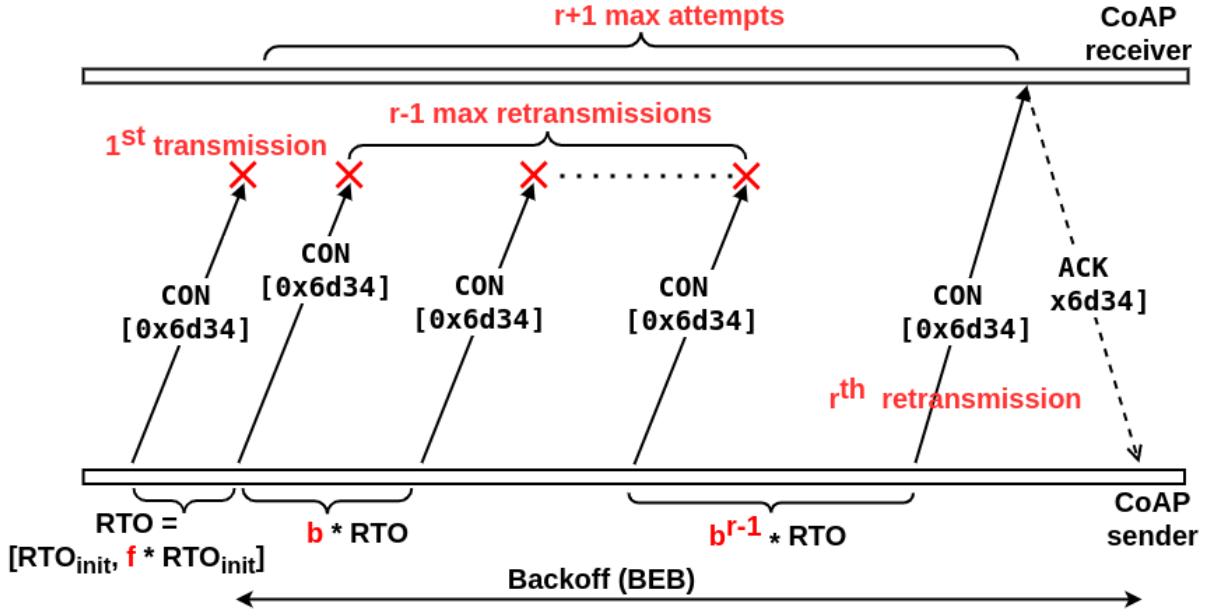 r+1 max attempts
CoAP
receiver
r-1 max retransmissions
1st transmission
CON
[0x6d34]
CON
[0x6d34]
CON
[0x6d34]
CON
[0x6d34]
CON
[0x6d34]
ACK
x6d34]
rth retransmission
RTO =
[RTOinit, f * RTOinit]
b * RTO
br-1 * RTO
CoAP
sender
Backoff (BEB)